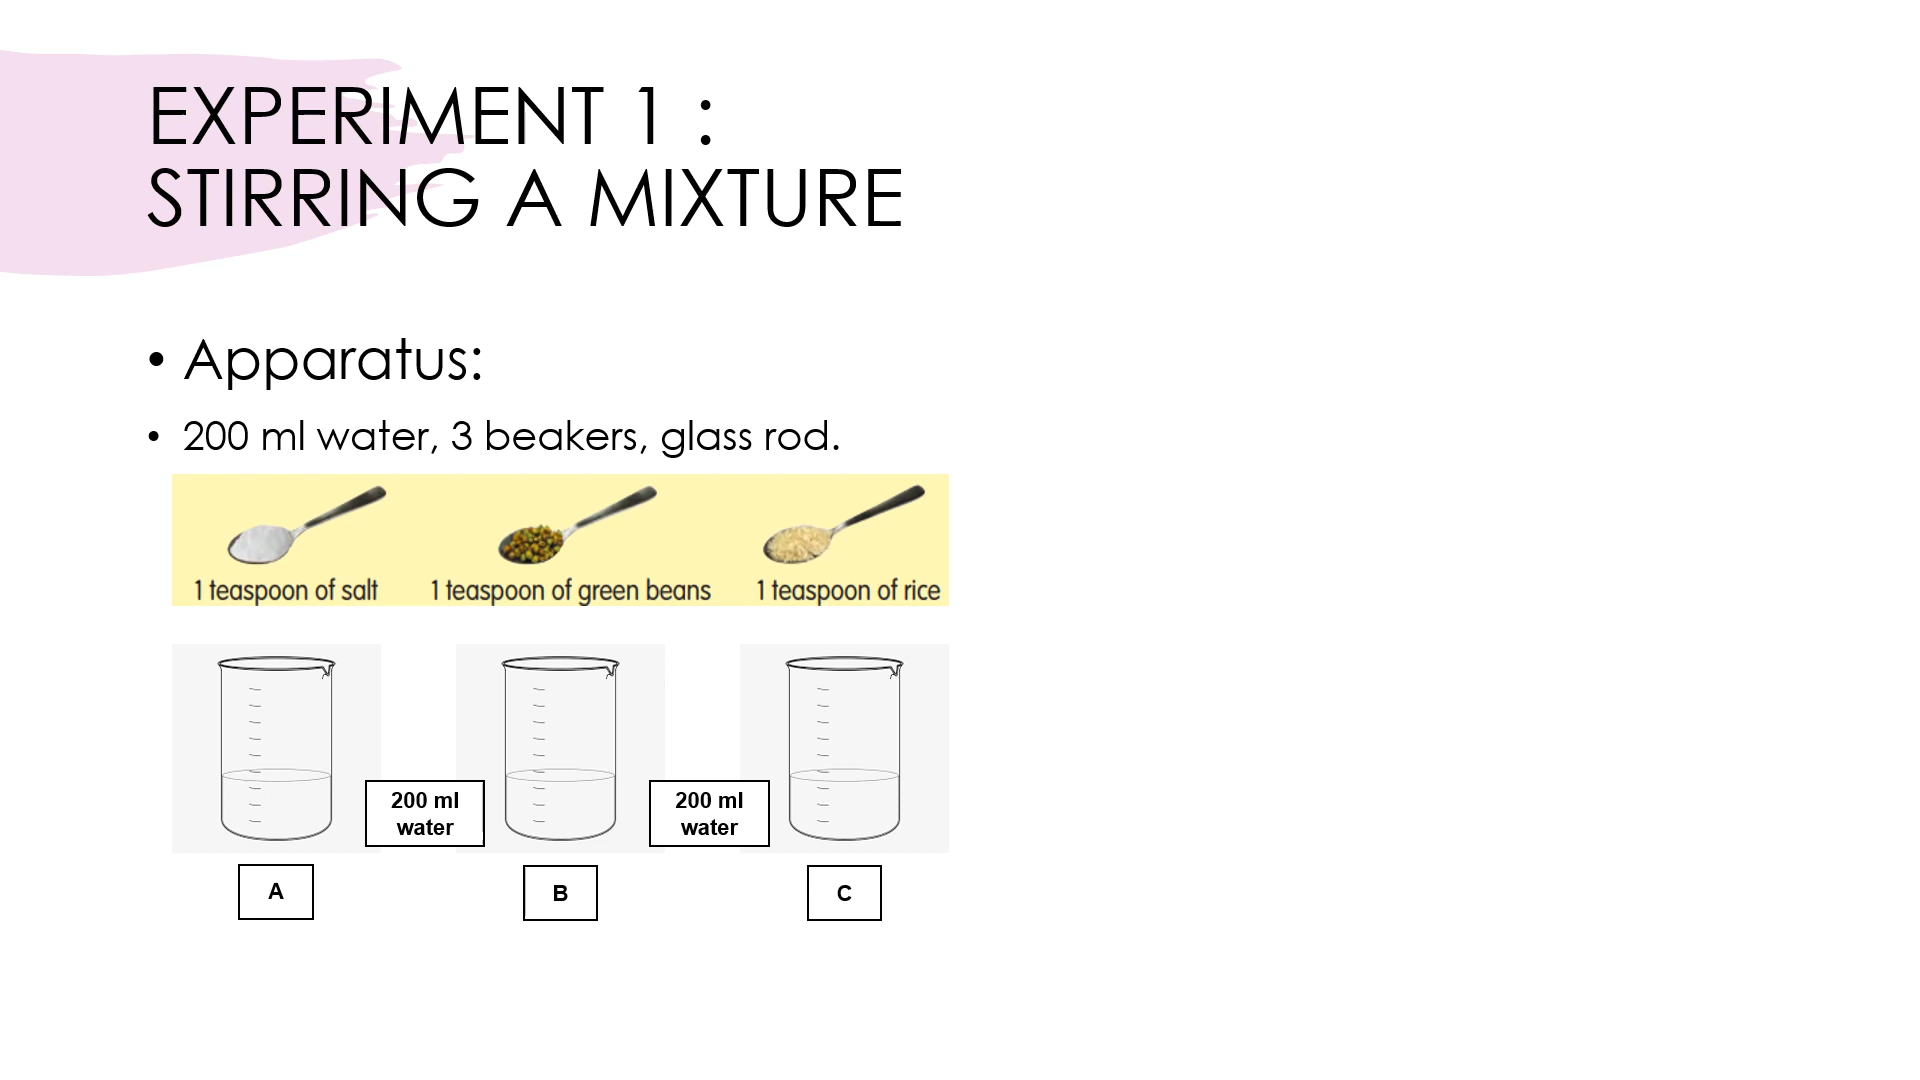 EXPERIMENT 1 :
STIRRING A MIXTURE
• Apparatus:
• 200 ml water, 3 beakers, glass rod.
1 teaspoon of salt
1 teaspoon of green beans
1 teaspoon of rice
200 ml
water
200 ml
water
A
B
C